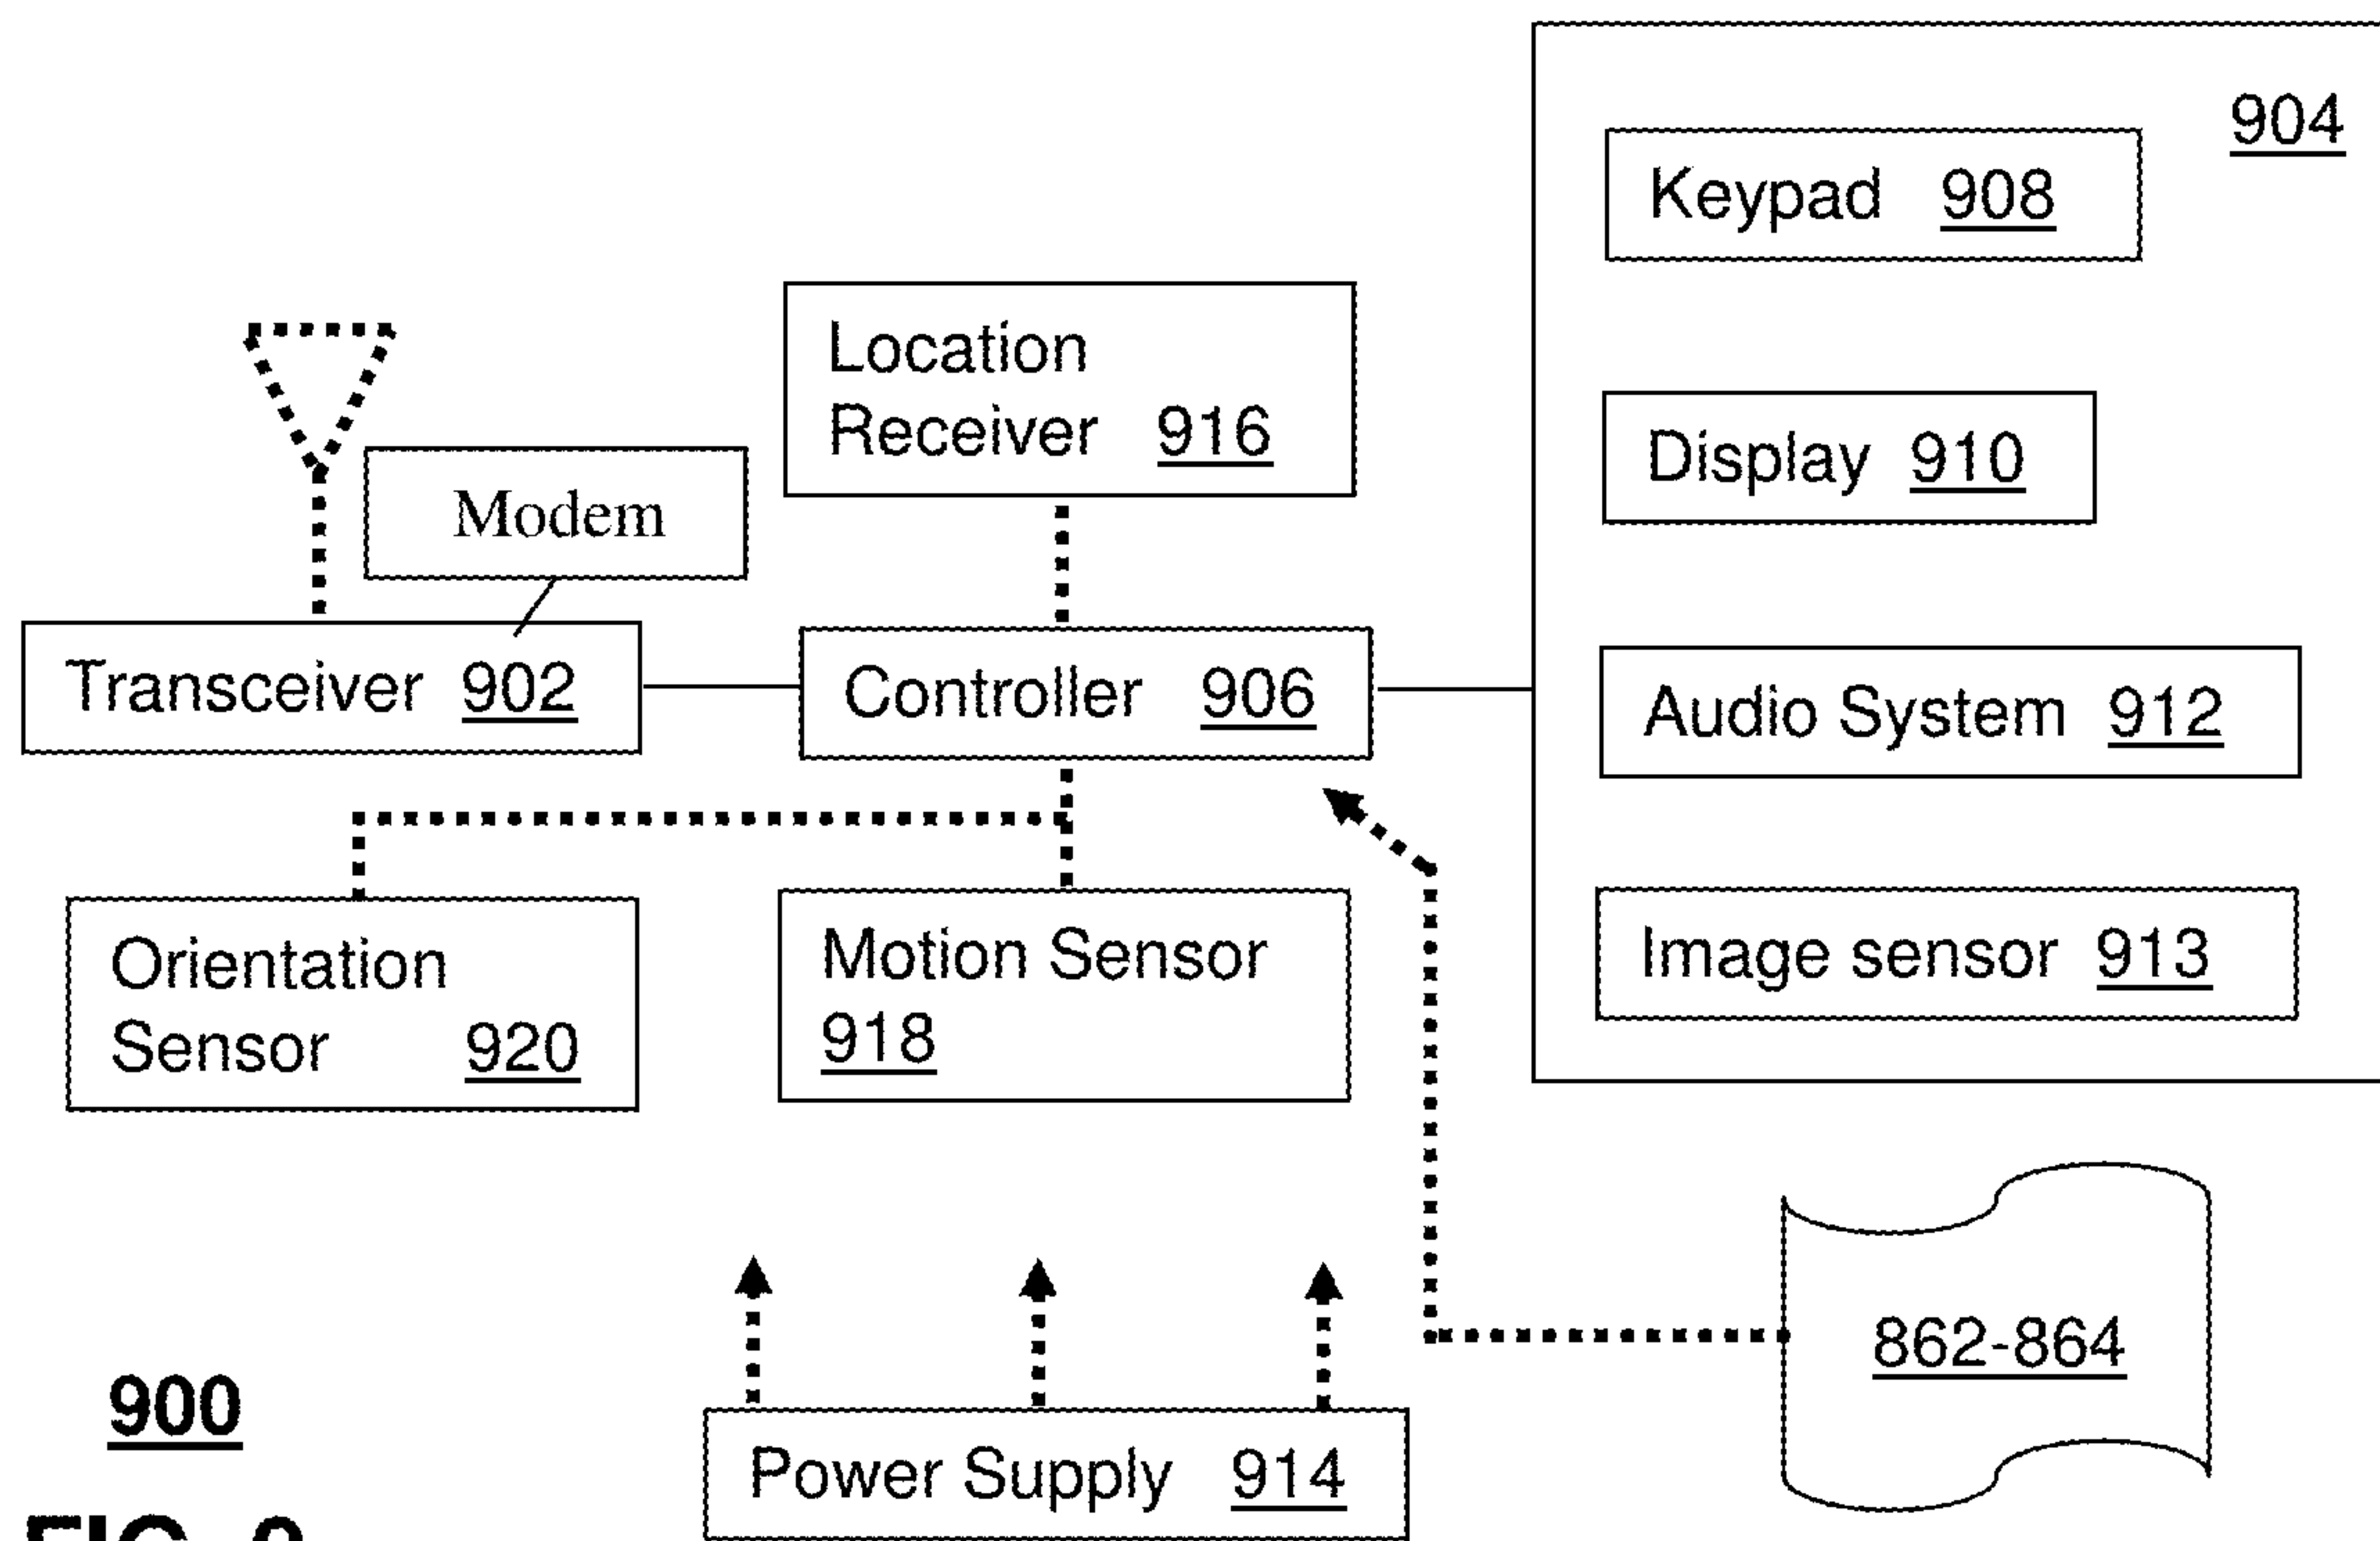 904
Keypad 908
Location
Receiver 916
Display 910
Modem
Transceiver 902
Controller 906
Audio System 912
Orientation
Sensor 920
Motion Sensor
918
Image sensor 913
862-864
900
Power Supply 914